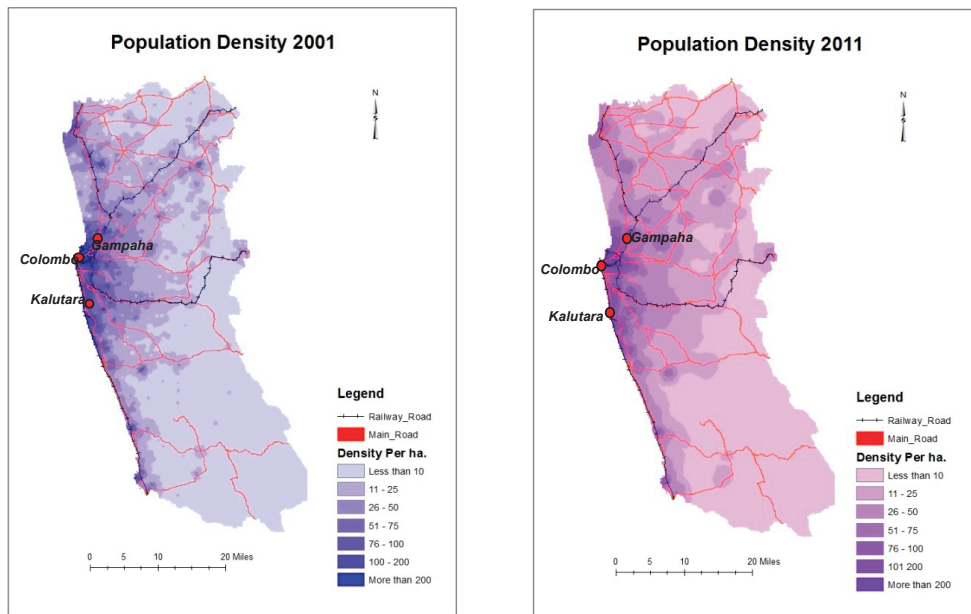 Population Density 2001
N
Gampaha
Colombo
Kalutara
Legend
Railway_Road
Main_Road
Density Per ha.
Less than 10
11 - 25
26 - 50
51 - 75
76 - 100
100 - 200
More than 200
0 5 10 20 Miles
Population Density 2011
N
Gampaha
Colombo
Kalutara
Legend
Railway_Road
Main_Road
Density Per ha.
Less than 10
11 - 25
26 - 50
51 - 75
76 - 100
101 200
More than 200
0 5 10 20 Miles